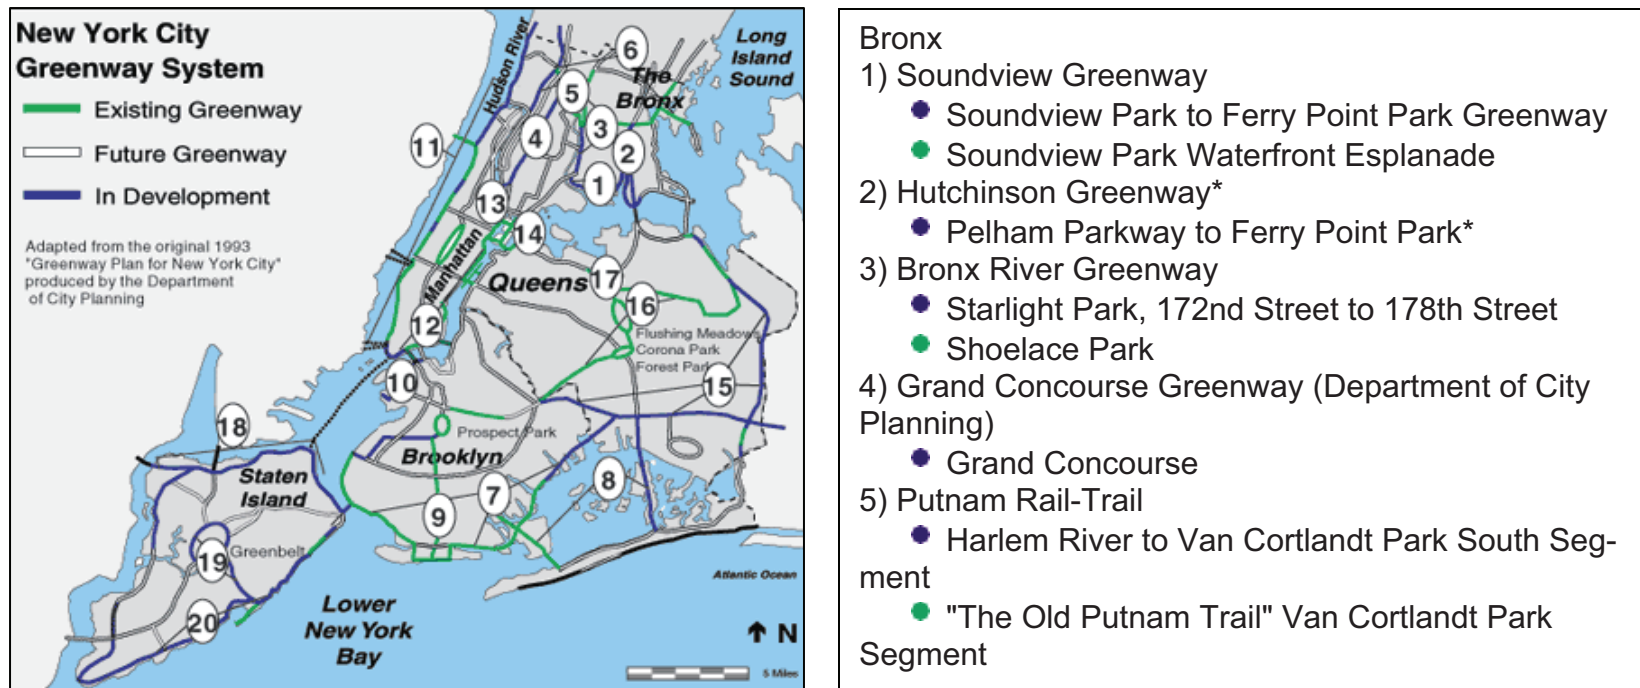 New York City
Greenway System
Existing Greenway
Future Greenway
In Development
Adapted from the original 1993
"Greenway Plan for New York City"
produced by the Department
of City Planning
Hudson River
Long
Island
Sound
The
Bronx
6
5
4
3
2
1
11
13
14
Manhattan
Queens
17
16
12
Flushing Meadows
Corona Park
Forest Park
10
15
18
Prospect Park
Brooklyn
Staten
Island
7
8
9
19
Greenbelt
20
Atlantic Ocean
Lower
New York
Bay
N
5 Miles
Bronx
1) Soundview Greenway
Soundview Park to Ferry Point Park Greenway
Soundview Park Waterfront Esplanade
2) Hutchinson Greenway*
Pelham Parkway to Ferry Point Park*
3) Bronx River Greenway
Starlight Park, 172nd Street to 178th Street
Shoelace Park
4) Grand Concourse Greenway (Department of City
Planning)
Grand Concourse
5) Putnam Rail-Trail
Harlem River to Van Cortlandt Park South Seg-
ment
"The Old Putnam Trail" Van Cortlandt Park
Segment